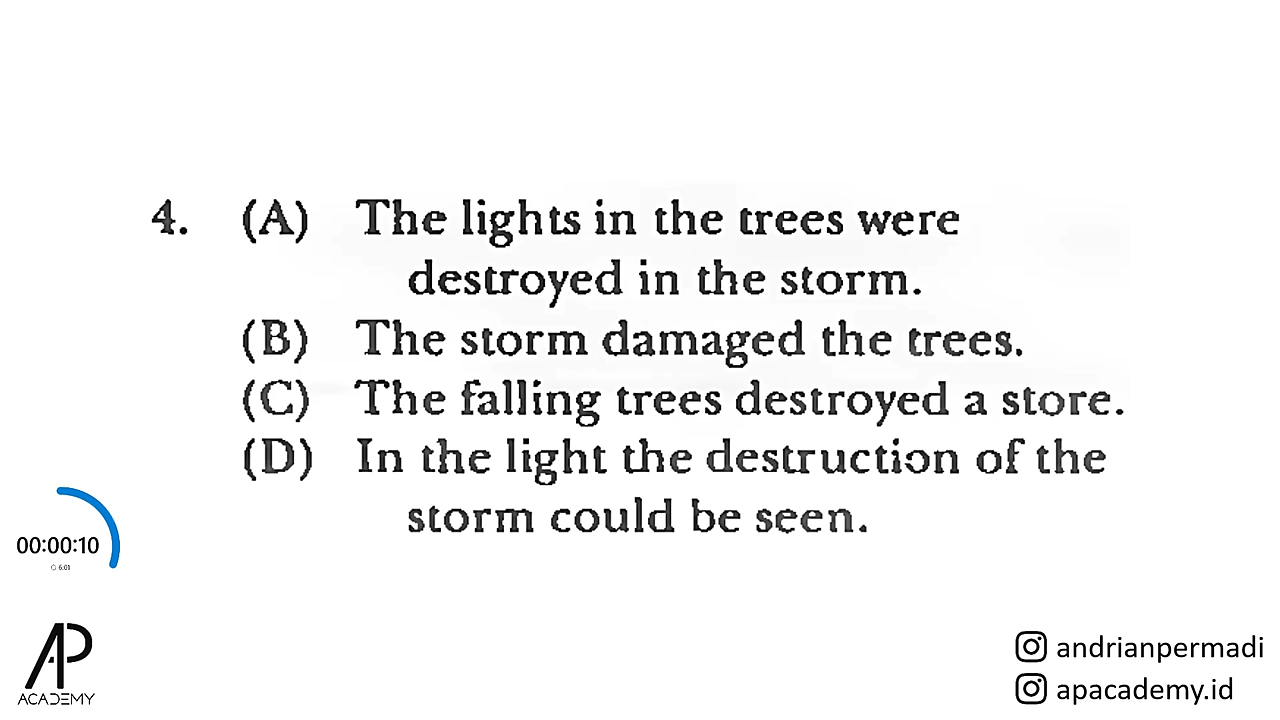 4. (A) The lights in the trees were
destroyed in the storm.
(B) The storm damaged the trees.
(C) The falling trees destroyed a store.
(D) In the light the destruction of the
storm could be seen.
00:00:10
6:01
AP
ACADEMY
andrianpermadi
apacademy.id